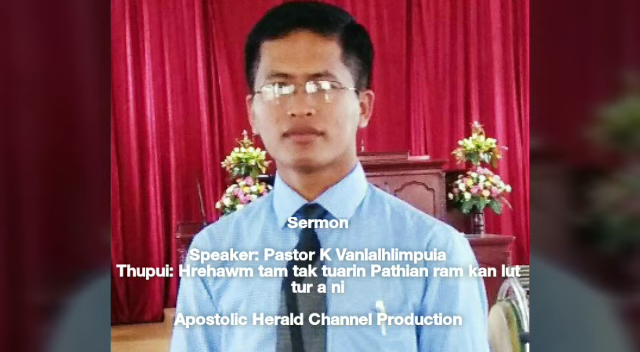 Sermon
Speaker: Pastor K Vanlalhlimpuia
Thupui: Hrehawm tam tak tuarin Pathian ram kan lut
tur a ni
Apostolic Herald Channel Production